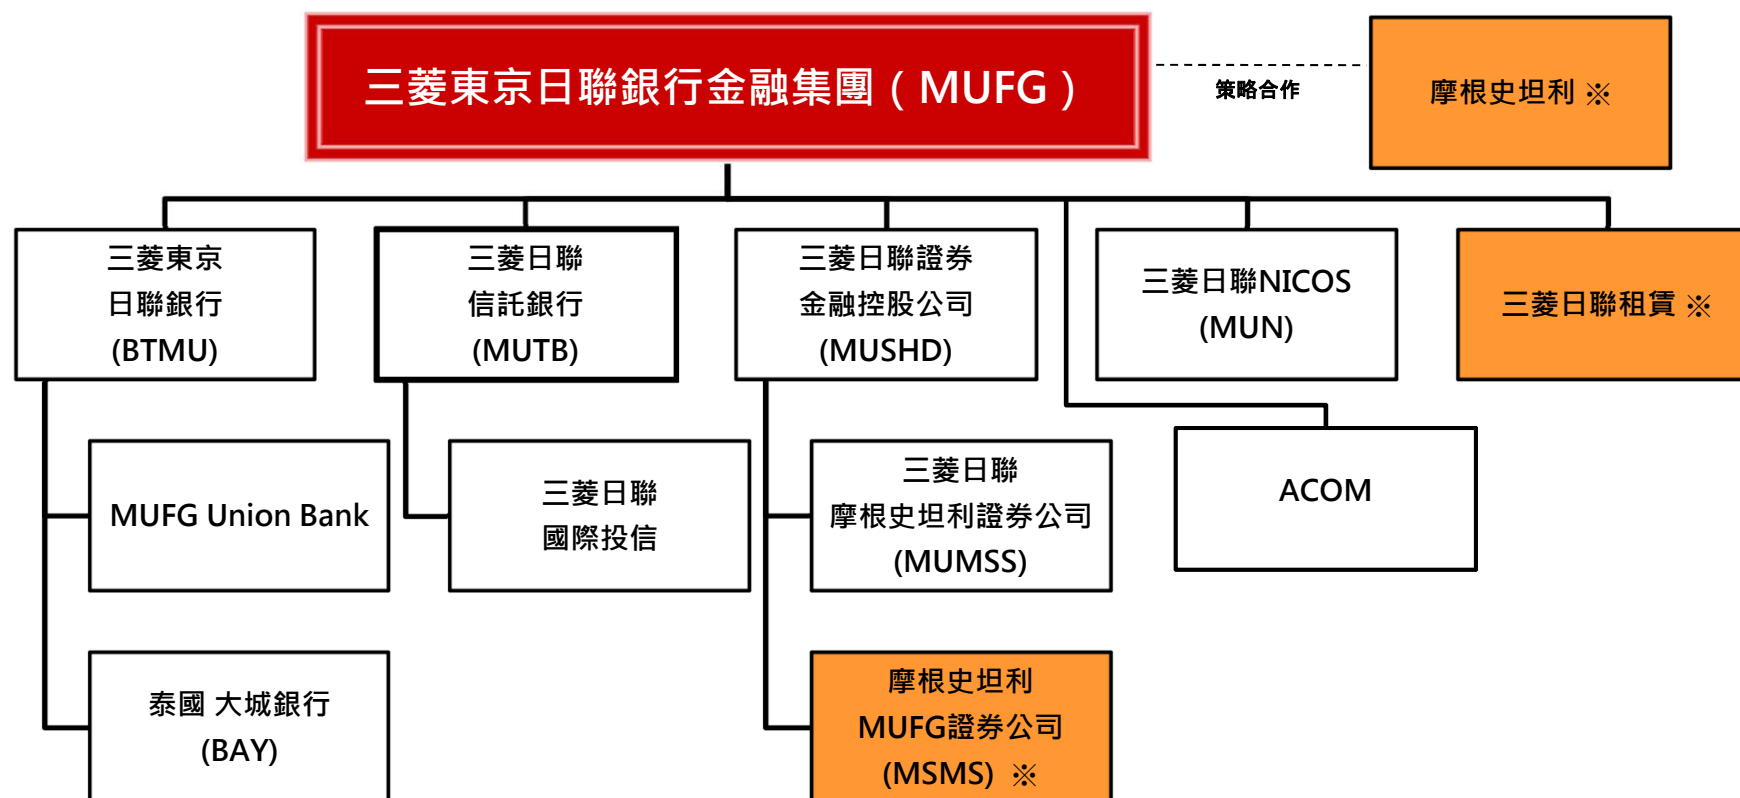 三菱東京日聯銀行金融集團（MUFG）
策略合作
摩根史坦利 ※
三菱東京
日聯銀行
(BTMU)
三菱日聯
信託銀行
(MUTB)
三菱日聯證券
金融控股公司
(MUSHD)
三菱日聯NICOS
(MUN)
三菱日聯租賃 ※
MUFG Union Bank
三菱日聯
國際投信
三菱日聯
摩根史坦利證券公司
(MUMSS)
ACOM
泰國 大城銀行
(BAY)
摩根史坦利
MUFG證券公司
(MSMS) ※